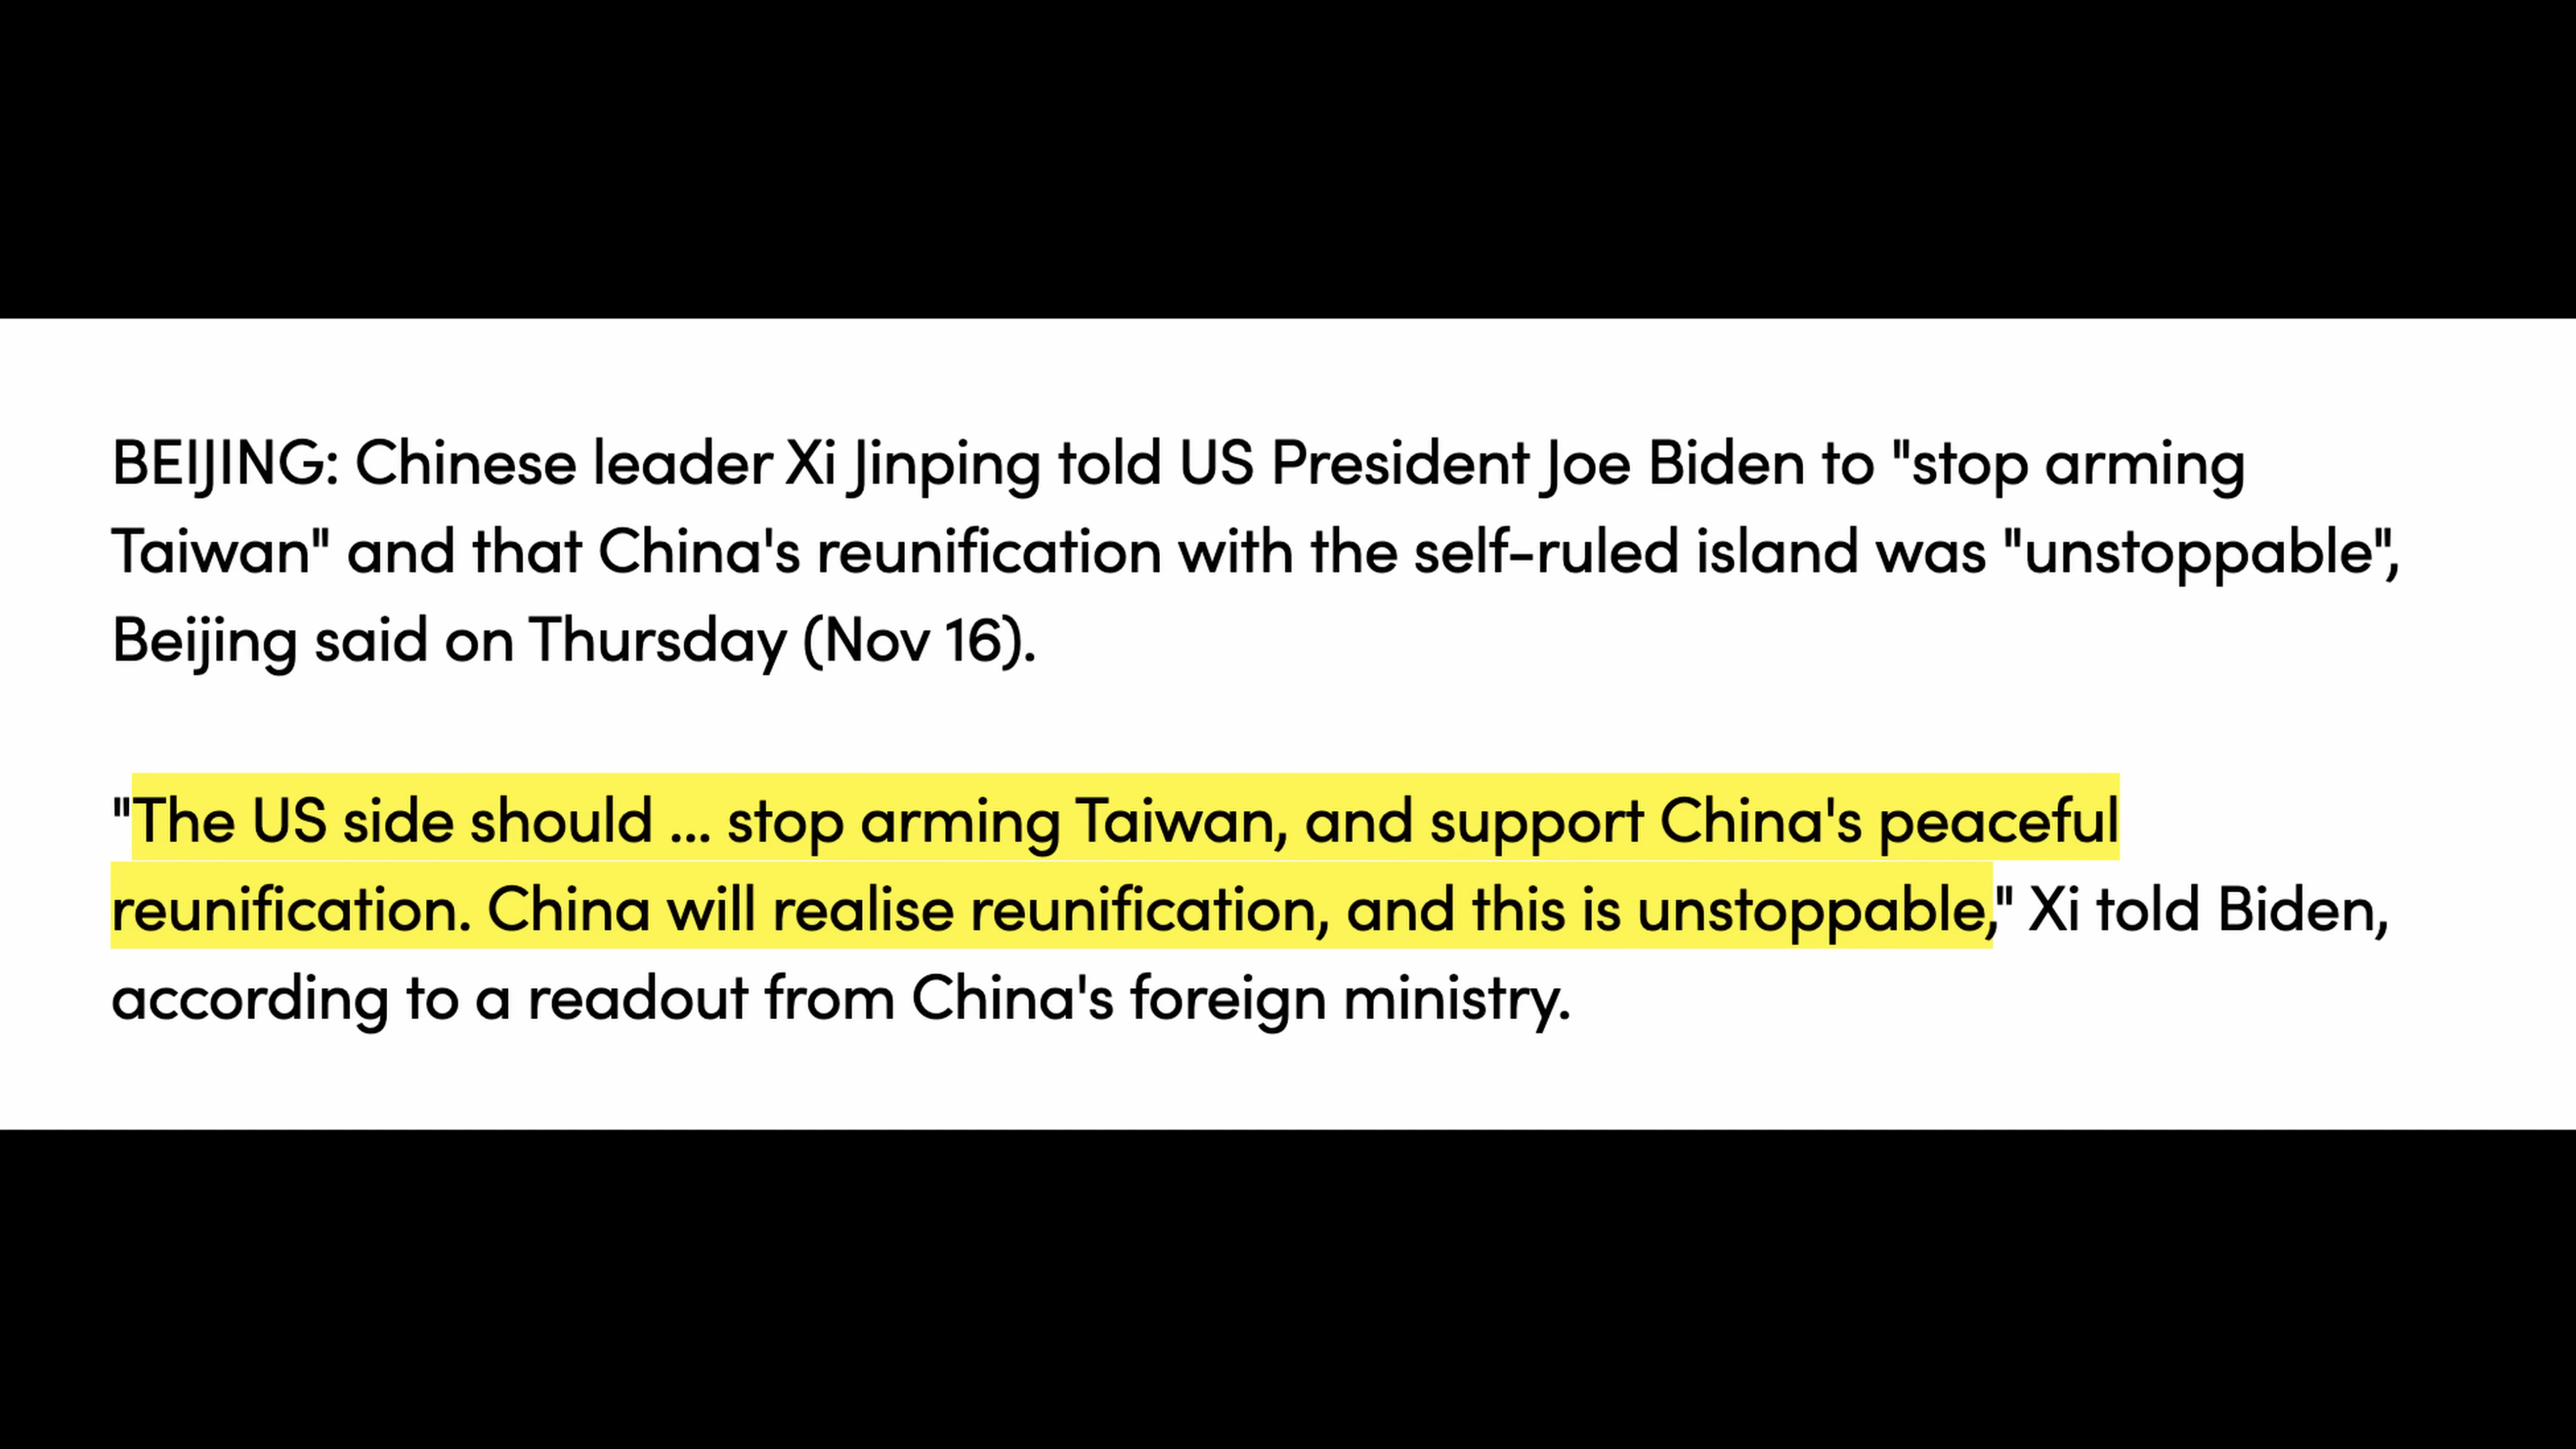 BEIJING: Chinese leader Xi Jinping told US President Joe Biden to "stop arming
Taiwan" and that China's reunification with the self-ruled island was "unstoppable",
Beijing said on Thursday (Nov 16).
"The US side should ... stop arming Taiwan, and support China's peaceful
reunification. China will realise reunification, and this is unstoppable," Xi told Biden,
according to a readout from China's foreign ministry.